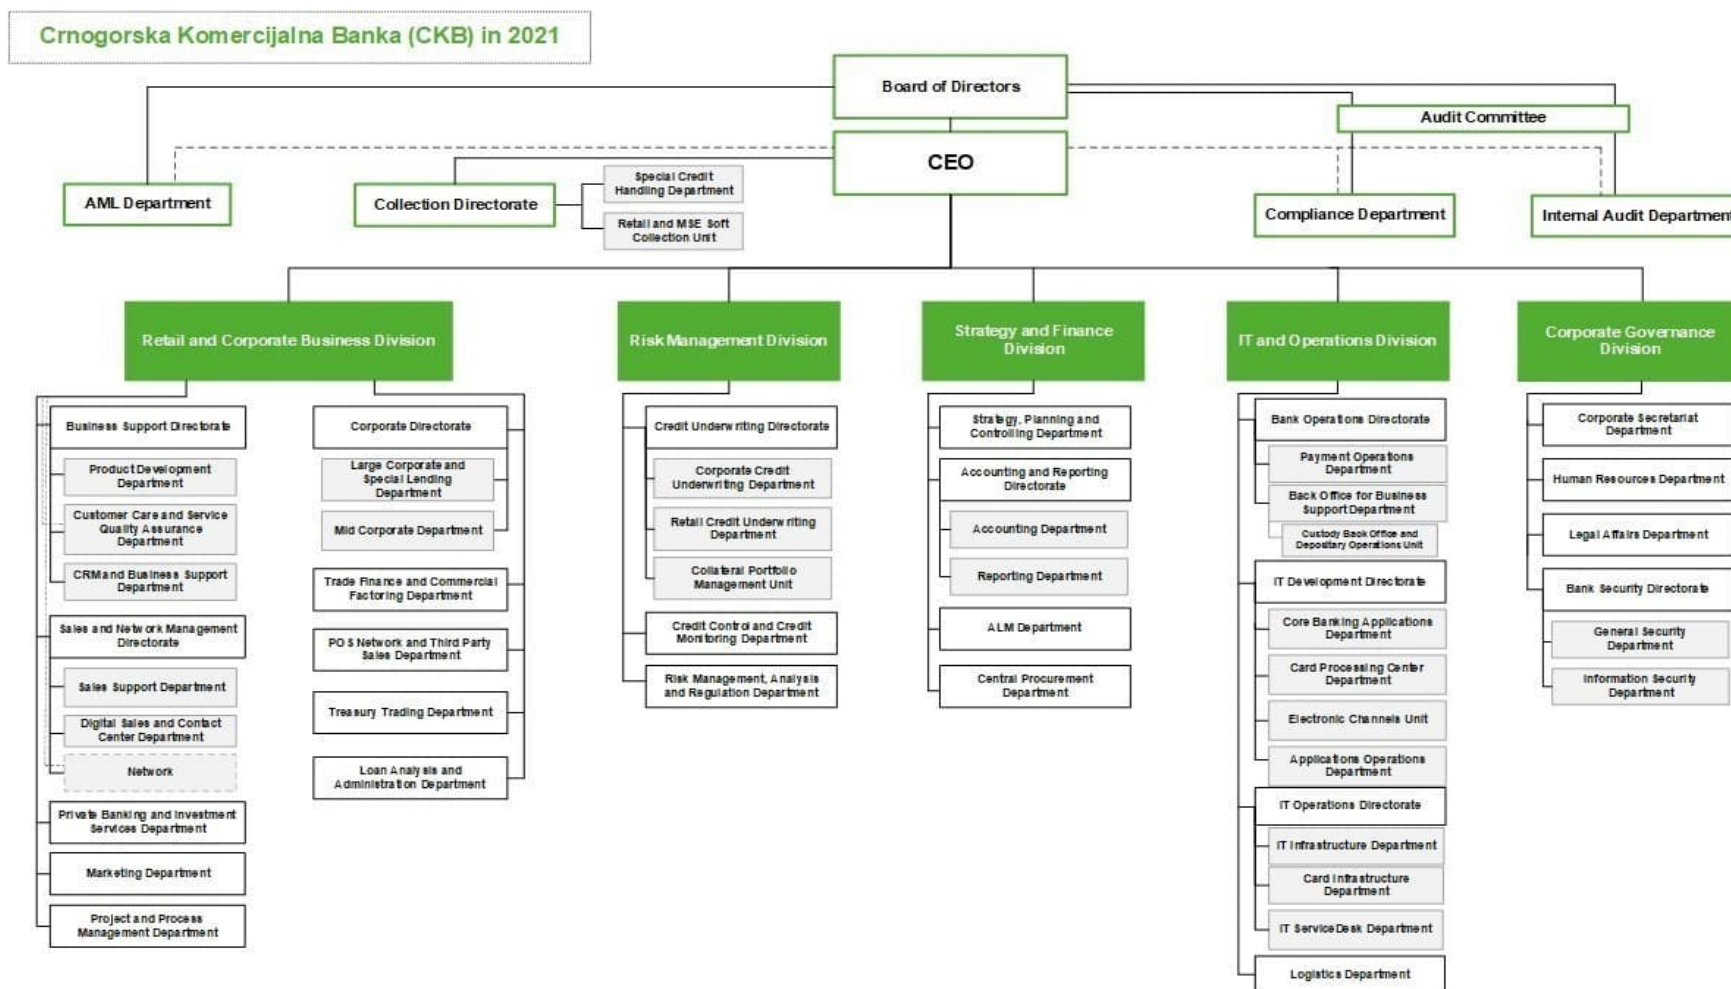 Crnogorska Komercijalna Banka (CKB) in 2021
Board of Directors
Audit Committee
CEO
AML Department
Collection Directorate
Special Credit
Handling Department
Retail and MSE Soft
Collection Unit
Compliance Department
Internal Audit Department
Retail and Corporate Business Division
Business Support Directorate
Product Development
Department
Customer Care and Service
Quality Assurance
Department
CRM and Business Support
Department
Sales and Network Management
Directorate
Sales Support Department
Digital Sales and Contact
Center Department
Network
Private Banking and Investment
Services Department
Marketing Department
Project and Process
Management Department
Corporate Directorate
Large Corporate and
Special Lending
Department
Mid Corporate Department
Trade Finance and Commercial
Factoring Department
POS Network and Third Party
Sales Department
Treasury Trading Department
Loan Analysis and
Administration Department
Risk Management Division
Credit Underwriting Directorate
Corporate Credit
Underwriting Department
Retail Credit Underwriting
Department
Collateral Portfolio
Management Unit
Credit Control and Credit
Monitoring Department
Risk Management, Analysis
and Regulation Department
Strategy and Finance
Division
Strategy, Planning and
Controlling Department
Accounting and Reporting
Directorate
Accounting Department
Reporting Department
ALM Department
Central Procurement
Department
IT and Operations Division
Bank Operations Directorate
Payment Operations
Department
Back Office for Business
Support Department
Custody Back Office and
Depositary Operations Unit
IT Development Directorate
Core Banking Applications
Department
Card Processing Center
Department
Electronic Channels Unit
Applications Operations
Department
IT Operations Directorate
IT Infrastructure Department
Card Infrastructure
Department
IT ServiceDesk Department
Logistics Department
Corporate Governance
Division
Corporate Secretariat
Department
Human Resources Department
Legal Affairs Department
Bank Security Directorate
General Security
Department
Information Security
Department